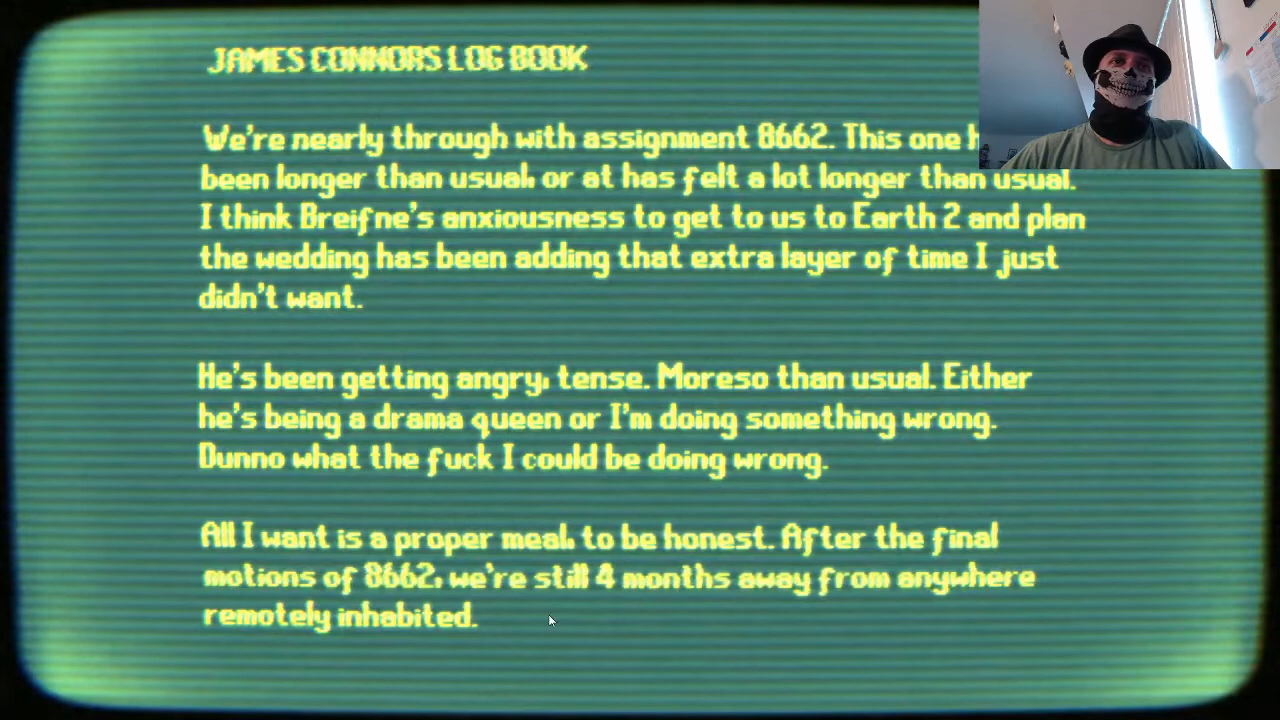 JAMES CONNORS LOG BOOK
We're nearly through with assignment 8662. This one
been longer than usual, or at has felt a lot longer than usual.
I think Breifne's anxiousness to get to us to Earth 2 and plan
the wedding has been adding that extra layer of time I just
didn't want.
He's been getting angry, tense. Moreso than usual. Either
he's being a drama queen or I'm doing something wrong.
Dunno what the fuck I could be doing wrong.
All I want is a proper meal, to be honest. After the final
motions of 8662, we're still 4 months away from anywhere
remotely inhabited.